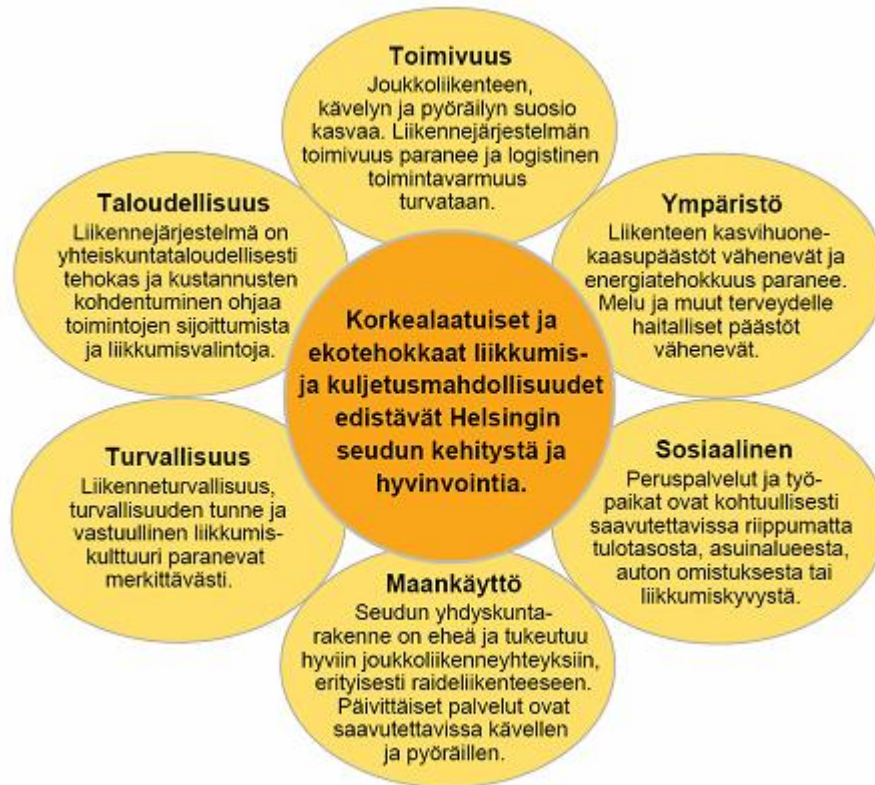 Toimivuus
Joukkoliikenteen,
kävelyn ja pyöräilyn suosio
kasvaa. Liikennejärjestelmän
toimivuus paranee ja logistinen
toimintavarmuus
turvataan.
Taloudellisuus
Liikennejärjestelmä on
yhteiskuntataloudellisesti
tehokas ja kustannusten
kohdentuminen ohjaa
toimintojen sijoittumista
ja liikkumisvalintoja.
Ympäristö
Liikenteen kasvihuone-
kaasupäästöt vähenevät ja
energiatehokkuus paranee.
Melu ja muut terveydelle
haitalliset päästöt
vähenevät.
Korkealaatuiset ja
ekotehokkaat liikkumis-
ja kuljetusmahdollisuudet
edistävät Helsingin
seudun kehitystä ja
hyvinvointia.
Turvallisuus
Liikenneturvallisuus,
turvallisuuden tunne ja
vastuullinen liikkumis-
kulttuuri paranevat
merkittävästi.
Sosiaalinen
Peruspalvelut ja työ-
paikat ovat kohtuullisesti
saavutettavissa riippumatta
tulotasosta, asuinalueesta,
auton omistuksesta tai
liikkumiskyvystä.
Maankäyttö
Seudun yhdyskunta-
rakenne on eheä ja tukeutuu
hyviin joukkoliikenneyhteyksiin,
erityisesti raideliikenteeseen.
Päivittäiset palvelut ovat
saavutettavissa kävellen
ja pyöräillen.